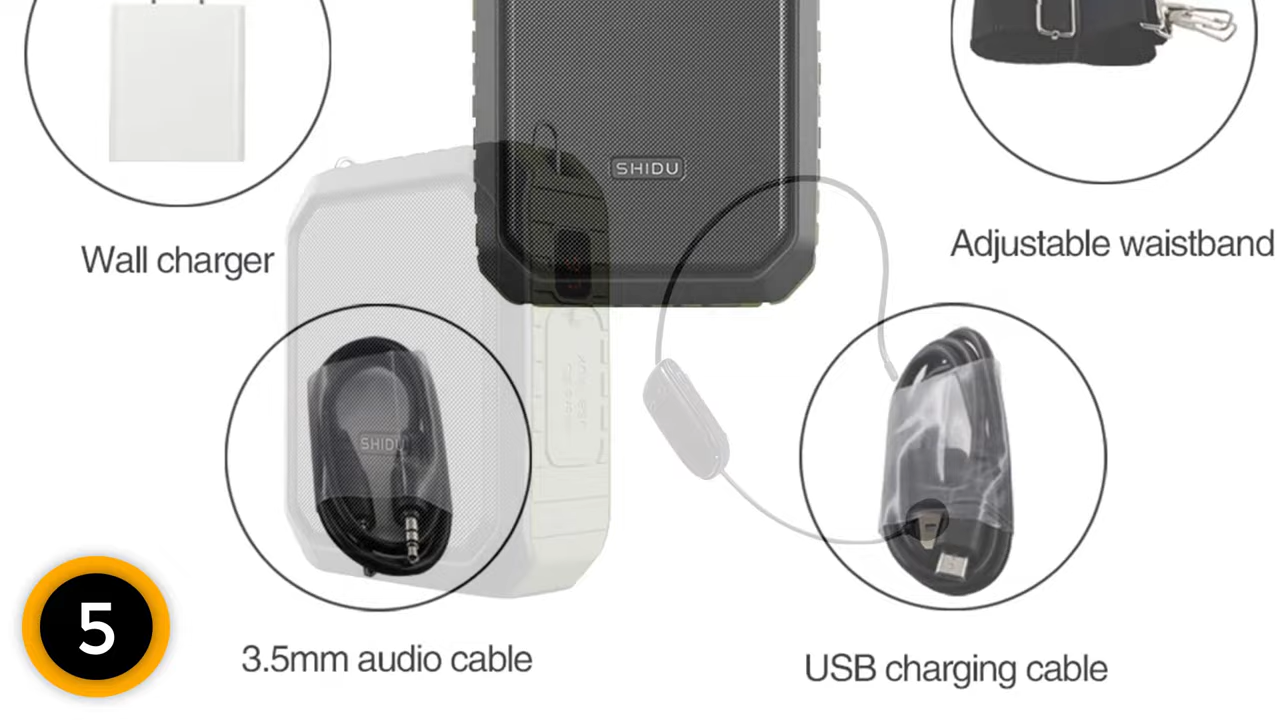 SHIDU
Wall charger
Adjustable waistband
SHIDU
5
3.5mm audio cable
USB charging cable